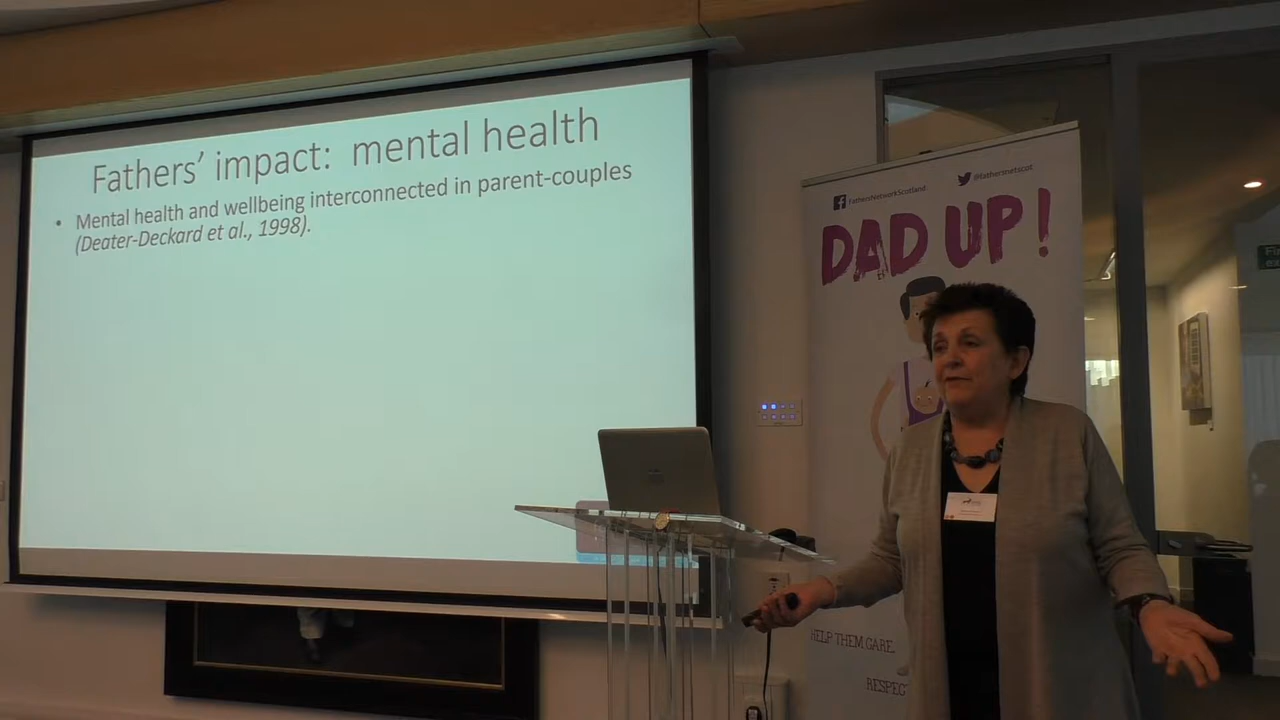 Fathers’ impact: mental health
• Mental health and wellbeing interconnected in parent-couples
(Deater-Deckard et al., 1998).
FathersNetworkScotland
@fathersnetscot
DAD UP!
HELP THEM CARE.
RESPEC